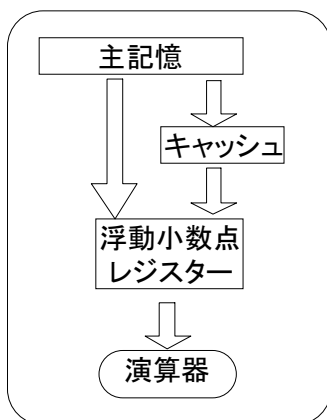 主記憶
キャッシュ
浮動小数点
レジスター
演算器